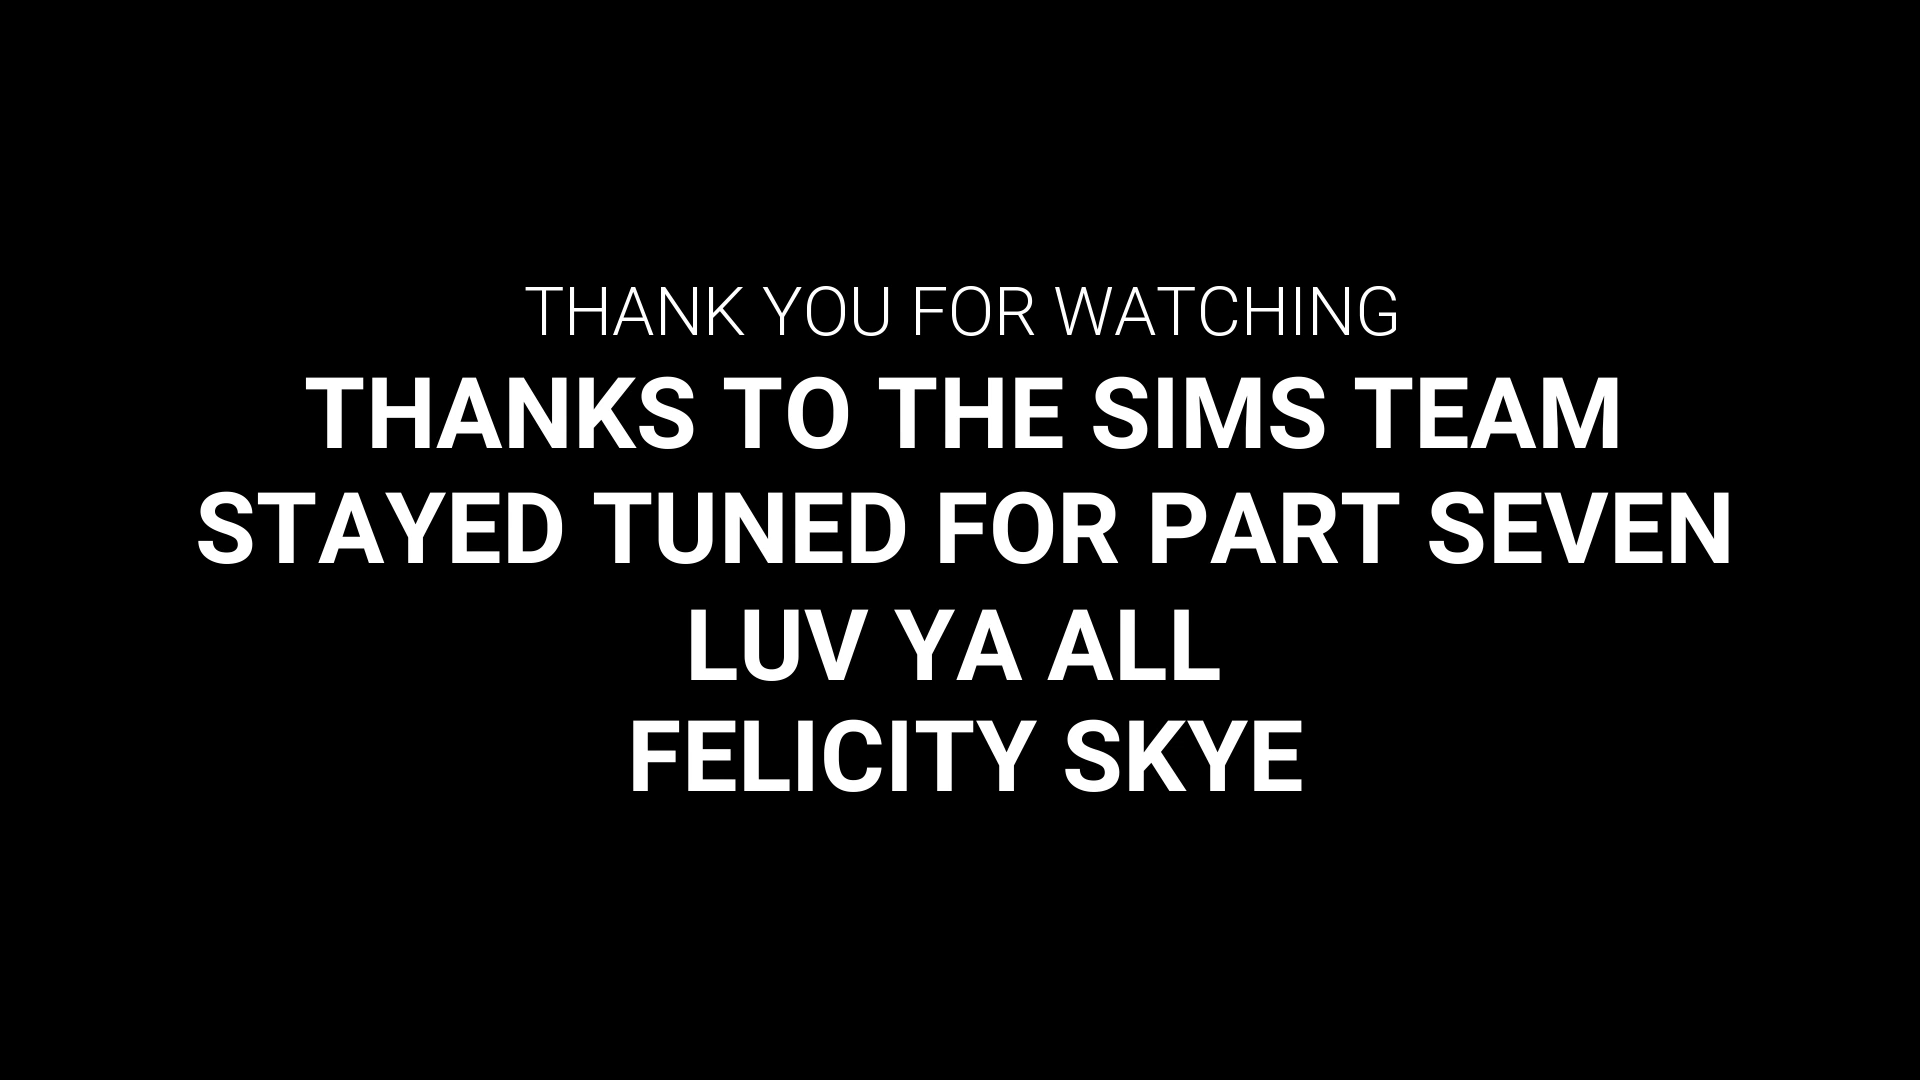 THANK YOU FOR WATCHING
THANKS TO THE SIMS TEAM
STAYED TUNED FOR PART SEVEN
LUV YA ALL
FELICITY SKYE